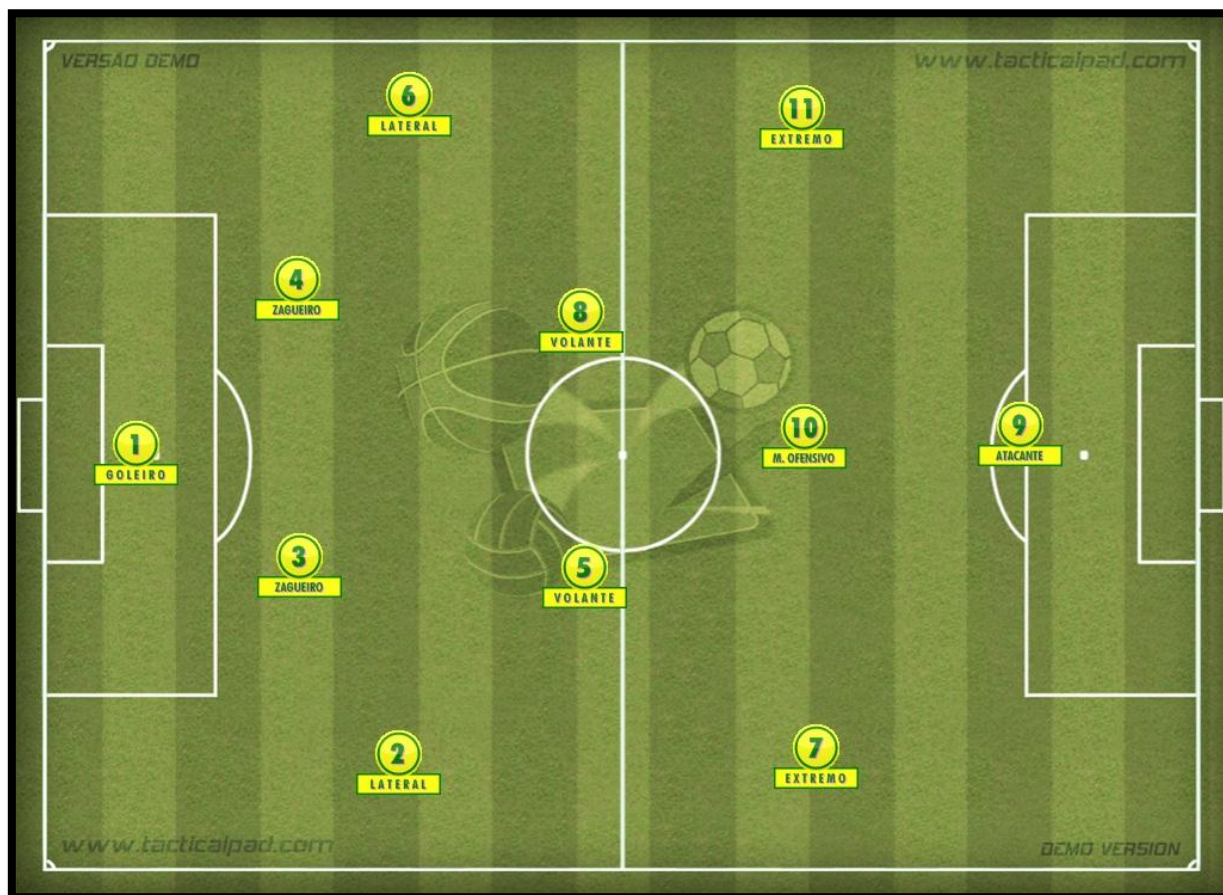 VERSÃO DEMO
www.tacticalpad.com
6
LATERAL
11
EXTREMO
4
ZAGUEIRO
8
VOLANTE
1
GOLEIRO
10
M. OFENSIVO
9
ATACANTE
3
ZAGUEIRO
5
VOLANTE
2
LATERAL
7
EXTREMO
www.tacticalpad.com
DEMO VERSION